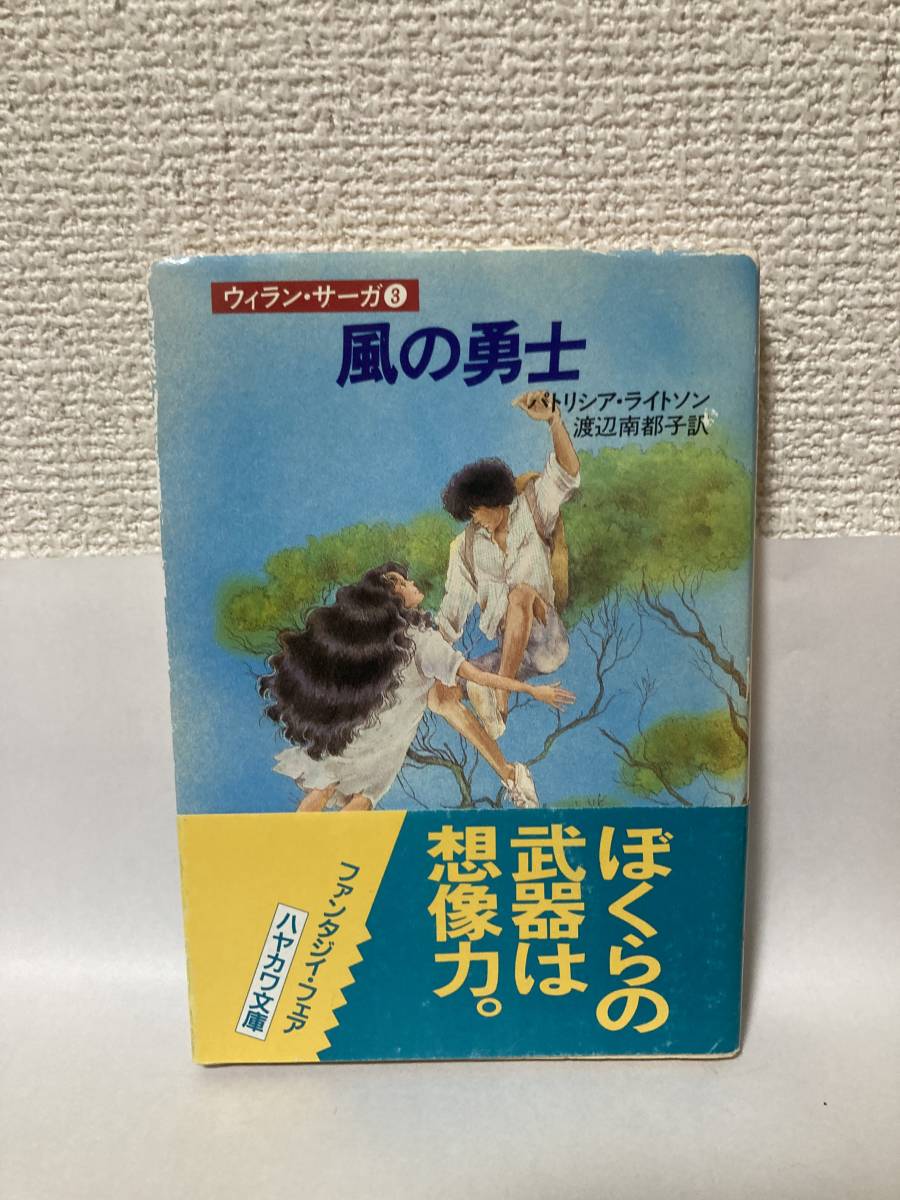 ウィラン・サーガ❸
風の勇士
パトリシア・ライトソン
渡辺南都子訳
ぼくらの
武器は
想像力。
ファンタジイ・フェア
ハヤカワ文庫